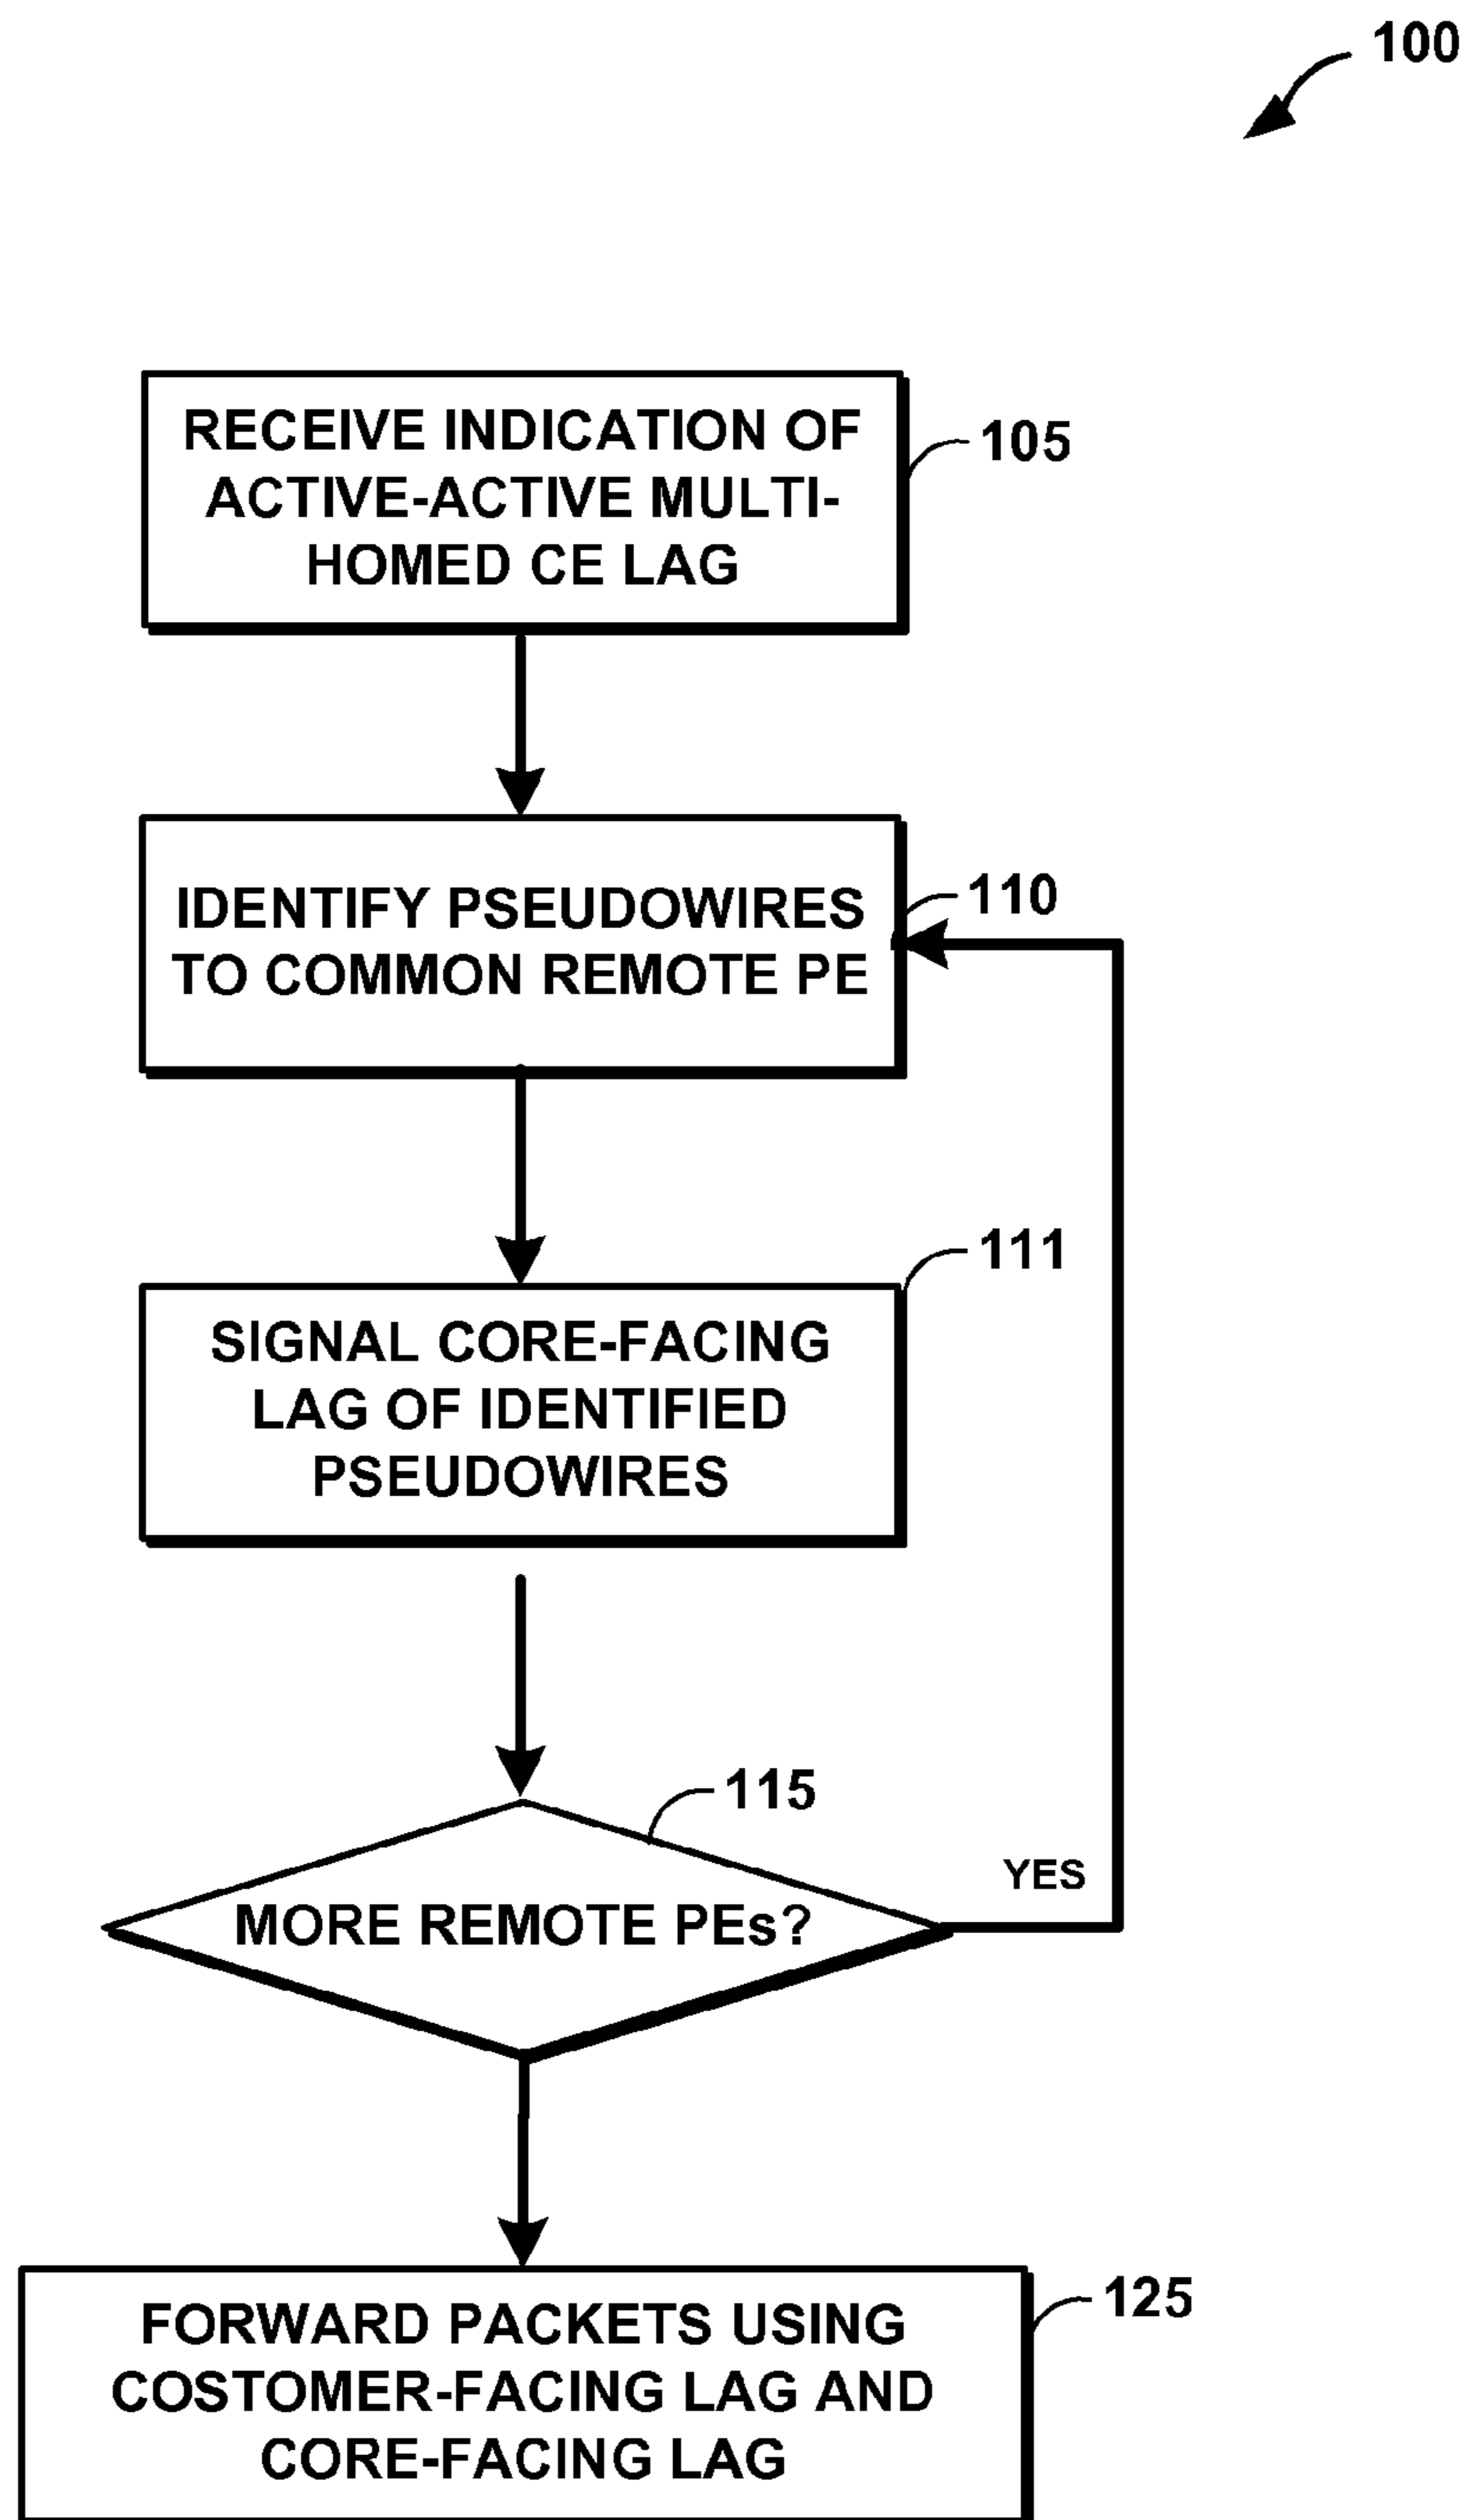 100
RECEIVE INDICATION OF
ACTIVE-ACTIVE MULTI-
HOMED CE LAG
105
IDENTIFY PSEUDOWIRES
TO COMMON REMOTE PE
110
SIGNAL CORE-FACING
LAG OF IDENTIFIED
PSEUDOWIRES
111
MORE REMOTE PEs?
115
YES
FORWARD PACKETS USING
COSTOMER-FACING LAG AND
CORE-FACING LAG
125